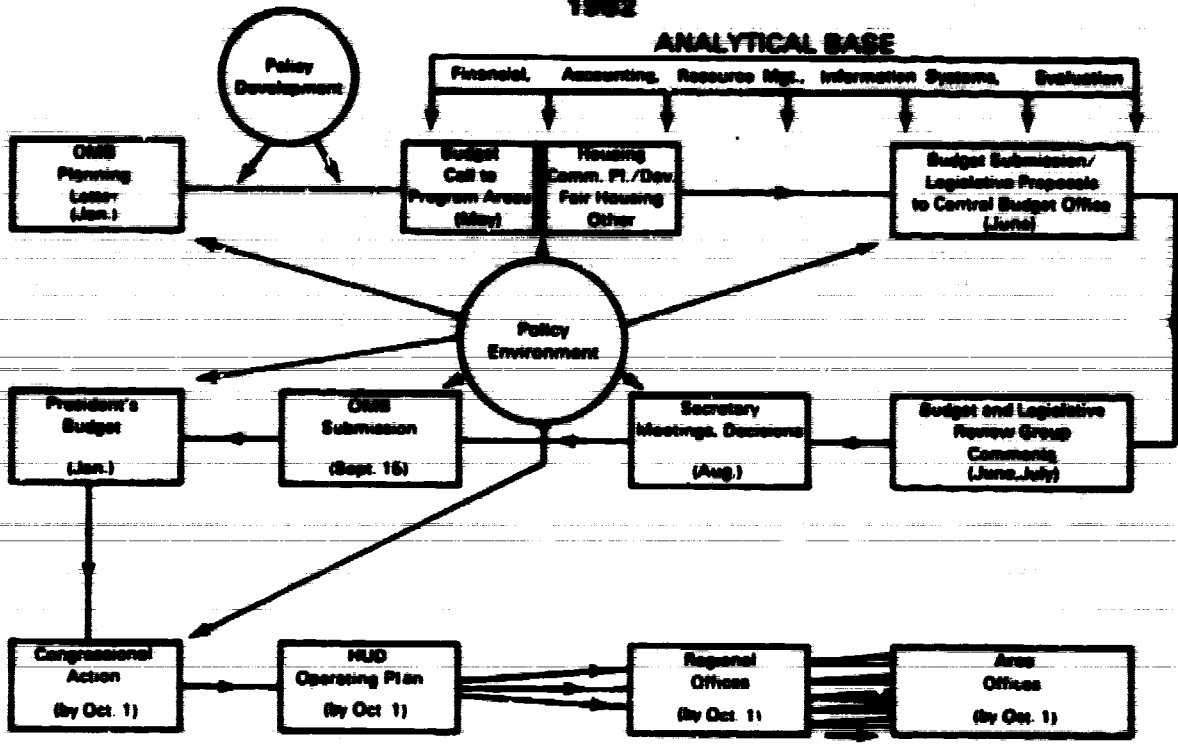 1982
ANALYTICAL BASE
Financial, Accounting, Resource Mgt., Information Systems, Evaluation
Policy
Development
OMB
Planning
Letter
(Jan.)
Budget
Call to
Program Areas
(May)
Housing
Comm. Pl./Dev.
Fair Housing
Other
Budget Submission/
Legislative Proposals
to Central Budget Office
(June)
Policy
Environment
President's
Budget
(Jan.)
OMB
Submission
(Sept. 15)
Secretary
Meetings, Decisions
(Aug.)
Budget and Legislative
Review Group
Comments
(June, July)
Congressional
Action
(by Oct. 1)
HUD
Operating Plan
(by Oct. 1)
Regional
Offices
(by Oct. 1)
Area
Offices
(by Oct. 1)